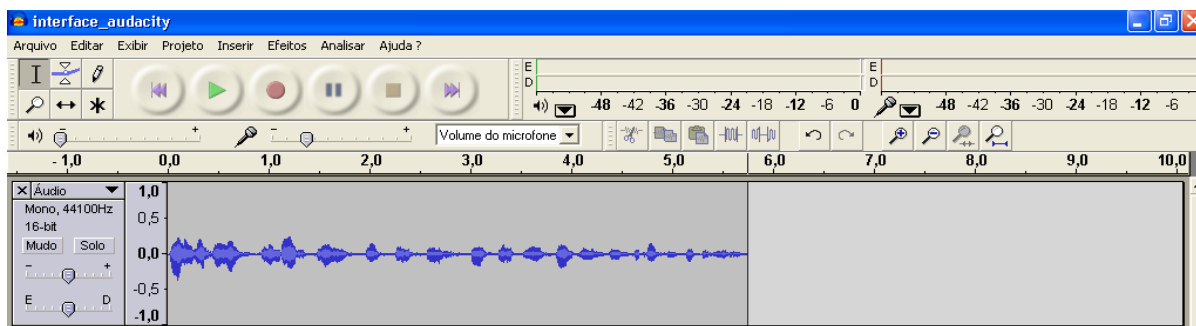 interface_audacity
Arquivo Editar Exibir Projeto Inserir Efeitos Analisar Ajuda ?
E
D
-48 -42 -36 -30 -24 -18 -12 -6 0
E
D
-48 -42 -36 -30 -24 -18 -12 -6
- + - + Volume do microfone
- 1,0 0,0 1,0 2,0 3,0 4,0 5,0 6,0 7,0 8,0 9,0 10,0
X Áudio
Mono, 44100Hz
16-bit
Mudo Solo
- +
E D
1,0
0,5
0,0
-0,5
-1,0